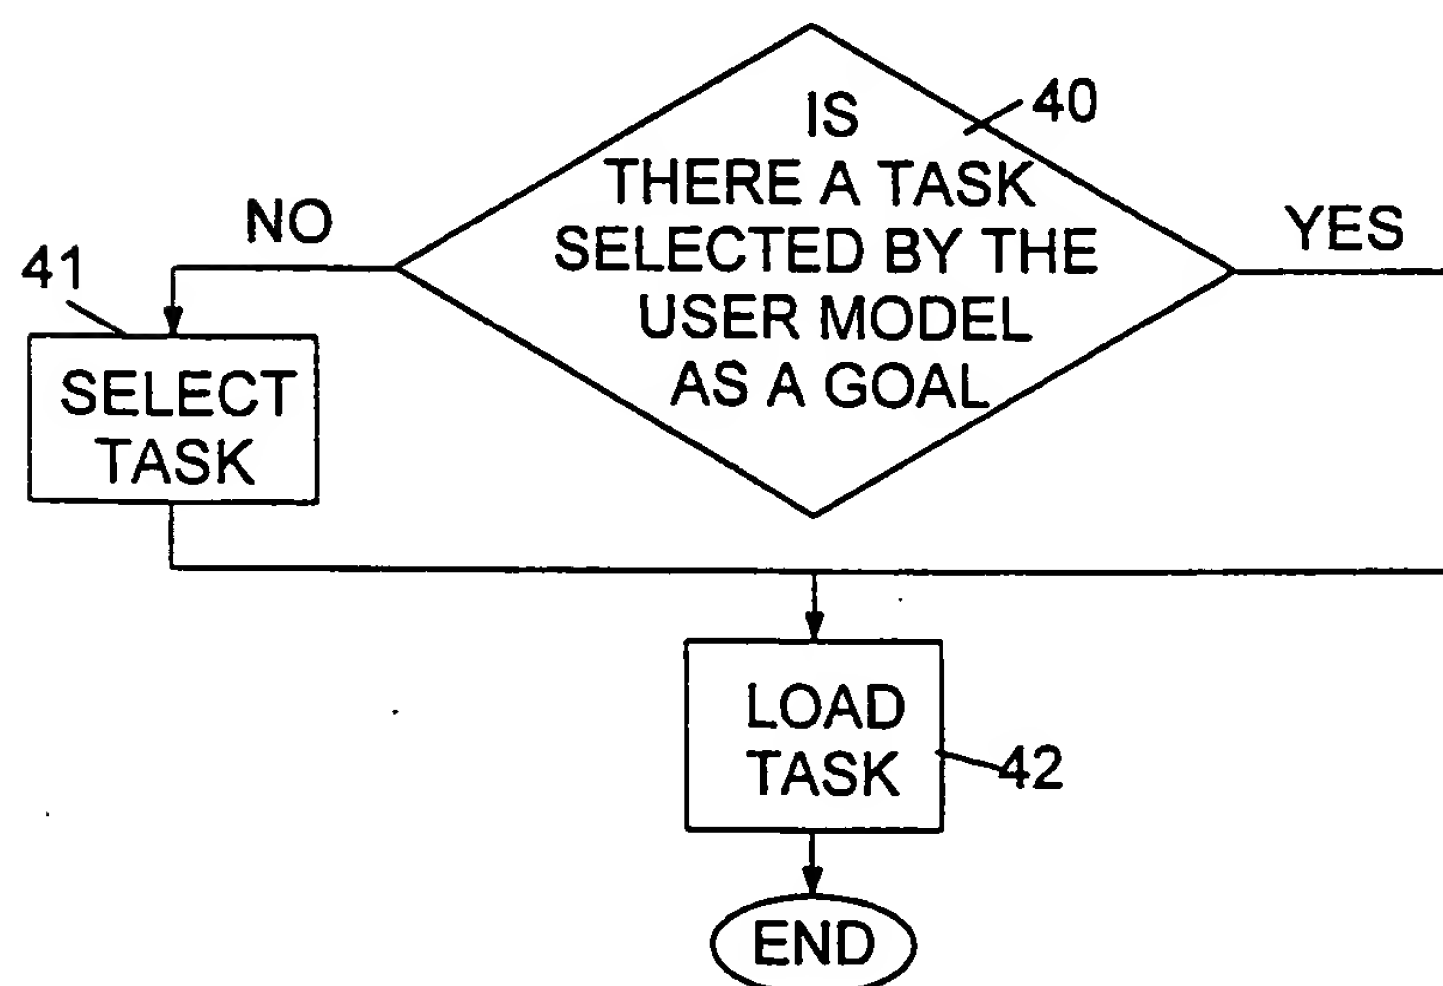 IS
THERE A TASK
SELECTED BY THE
USER MODEL
AS A GOAL
40
NO
YES
41
SELECT
TASK
LOAD
TASK
42
END